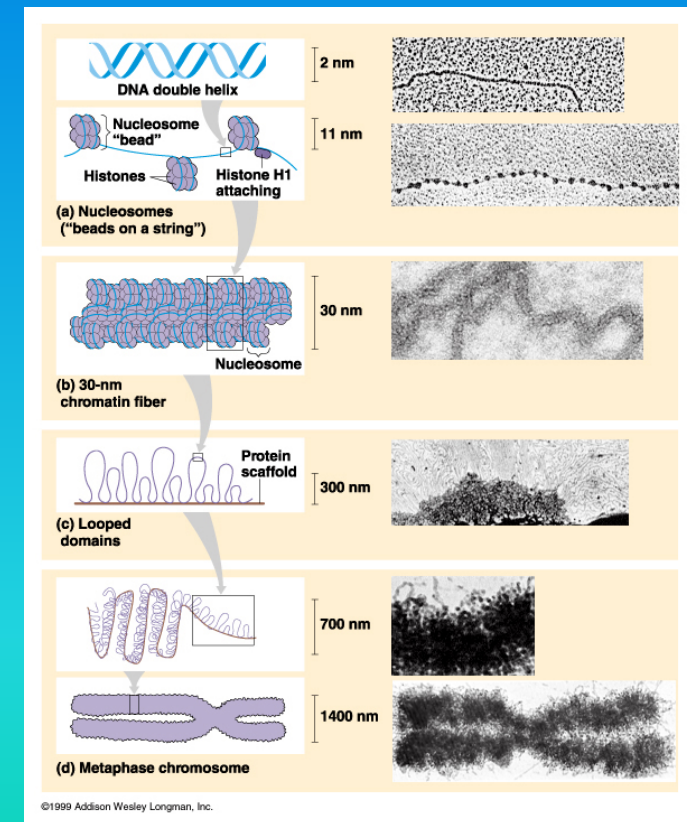 2 nm
DNA double helix
Nucleosome
"bead"
11 nm
Histones
Histone H1
attaching
(a) Nucleosomes
("beads on a string")
30 nm
Nucleosome
(b) 30-nm
chromatin fiber
Protein
scaffold
300 nm
(c) Looped
domains
700 nm
1400 nm
(d) Metaphase chromosome
©1999 Addison Wesley Longman, Inc.